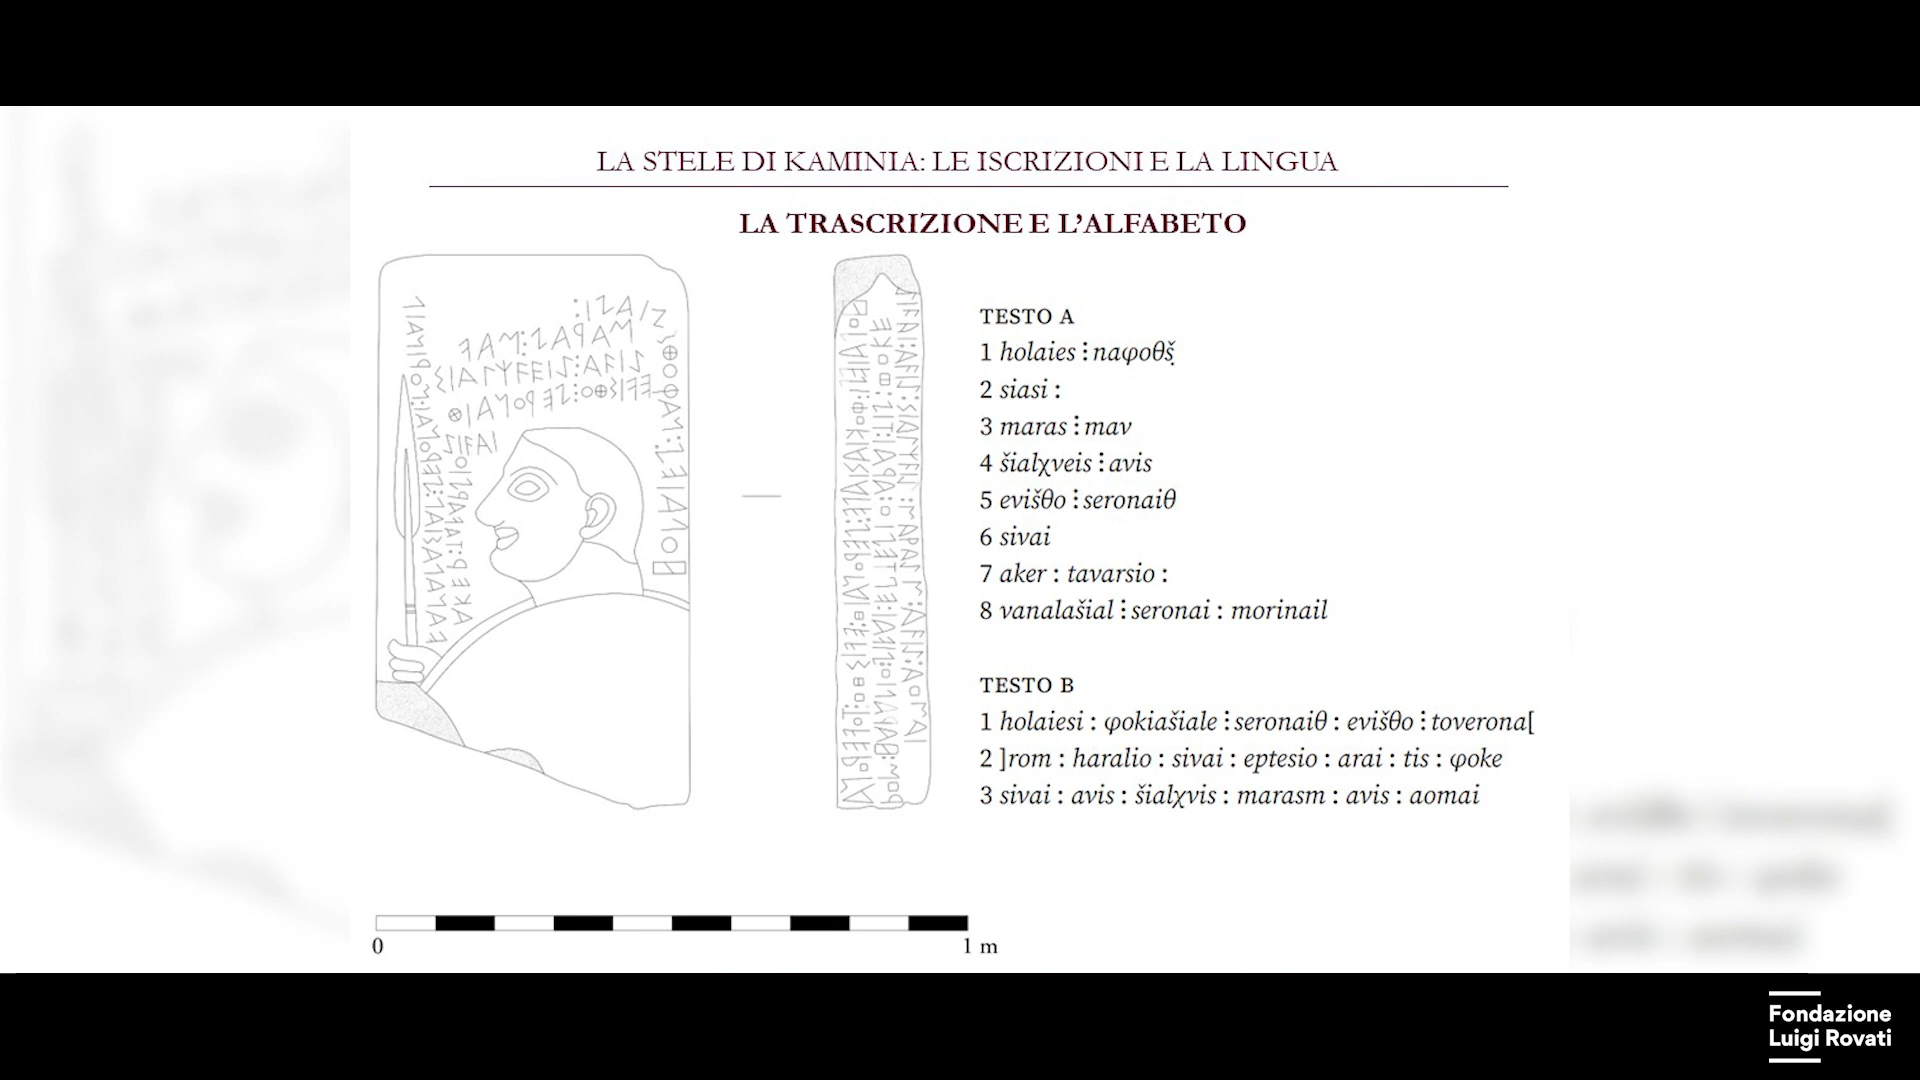 LA STELE DI KAMINIA: LE ISCRIZIONI E LA LINGUA
LA TRASCRIZIONE E L’ALFABETO
TESTO A
1 holaies ⁝ naφoθṣ̌
2 siasi :
3 maras ⁝ mav
4 šialχveis ⁝ avis
5 evišθo ⁝ seronaiθ
6 sivai
7 aker : tavarsio :
8 vanalašial ⁝ seronai : morinail
TESTO B
1 holaiesi : φokiašiale ⁝ seronaiθ : evišθo ⁝ toverona[
2 ]rom : haralio : sivai : eptesio : arai : tis : φoke
3 sivai : avis : šialχvis : marasm : avis : aomai
0 1 m
Fondazione
Luigi Rovati